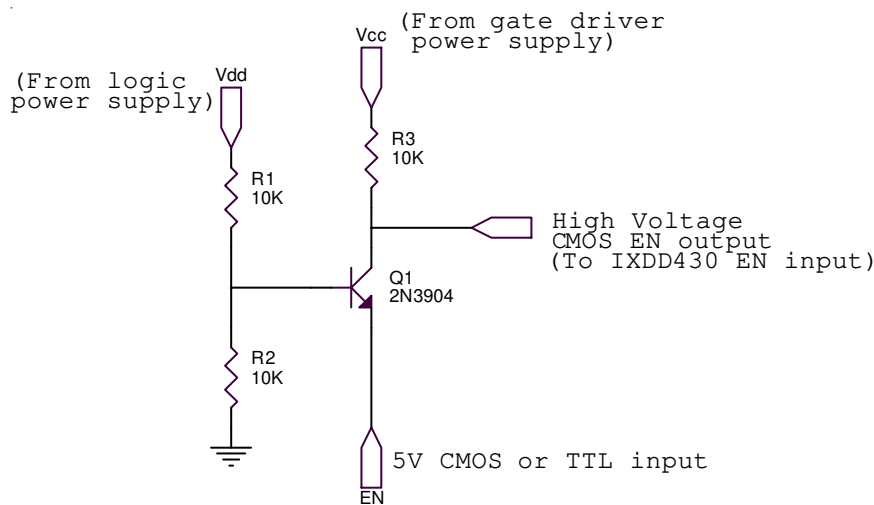 (From gate driver
power supply)
Vcc
(From logic
power supply)
Vdd
R3
10K
R1
10K
High Voltage
CMOS EN output
(To IXDD430 EN input)
Q1
2N3904
R2
10K
5V CMOS or TTL input
EN